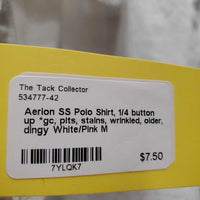 The Tack Collector
534777-42
Aerion SS Polo Shirt, 1/4 button
up *gc, pits, stains, wrinkled, older,
dingy White/Pink M
$7.50
7YLQK7